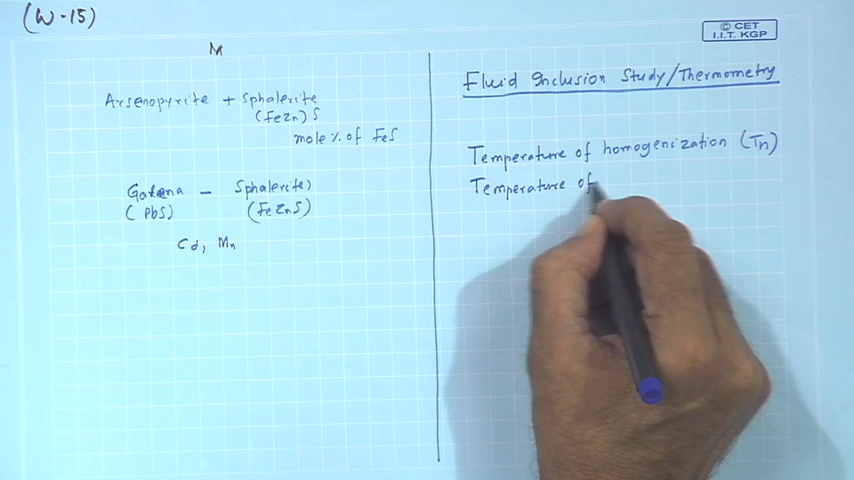 (W-15)
© CET
I.I.T. KGP
M
Arsenopyrite + Sphalerite
(FeZn)S
mole % of FeS
Galena - Sphalerite)
(PbS) (FeZnS)
Cd, Mn
Fluid Inclusion Study/Thermometry
Temperature of homogenization (Th)
Temperature of